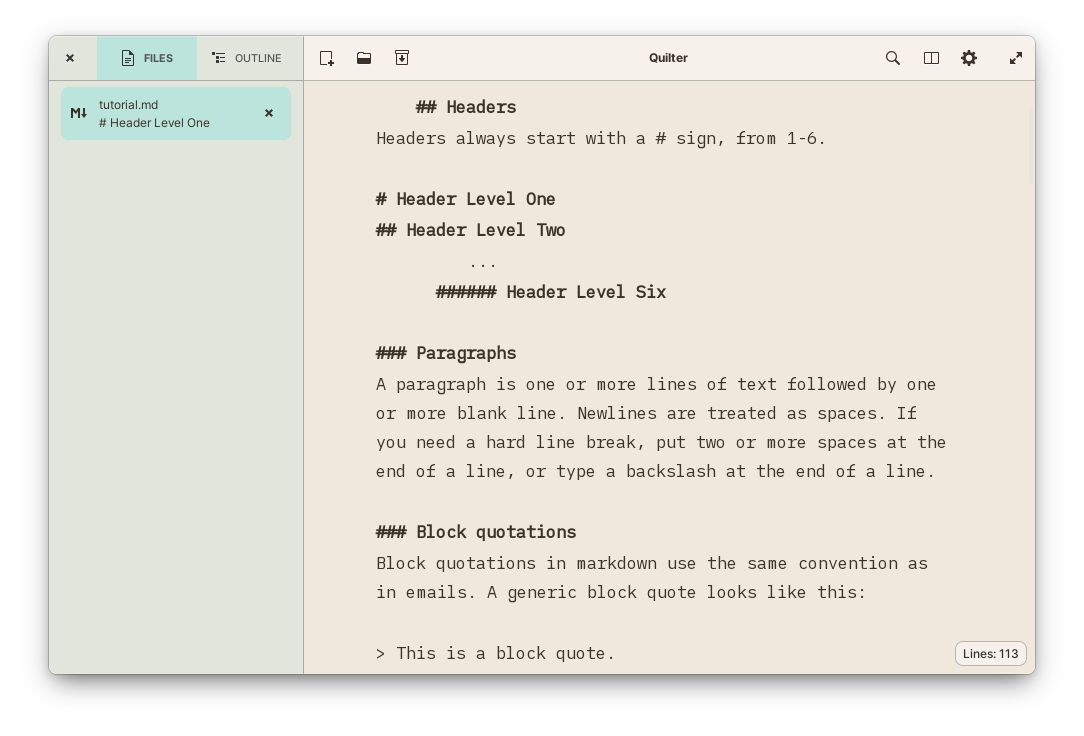 FILES
OUTLINE
Quilter
tutorial.md
# Header Level One
## Headers
Headers always start with a # sign, from 1-6.
# Header Level One
## Header Level Two
...
###### Header Level Six
### Paragraphs
A paragraph is one or more lines of text followed by one
or more blank line. Newlines are treated as spaces. If
you need a hard line break, put two or more spaces at the
end of a line, or type a backslash at the end of a line.
### Block quotations
Block quotations in markdown use the same convention as
in emails. A generic block quote looks like this:
> This is a block quote.
Lines: 113